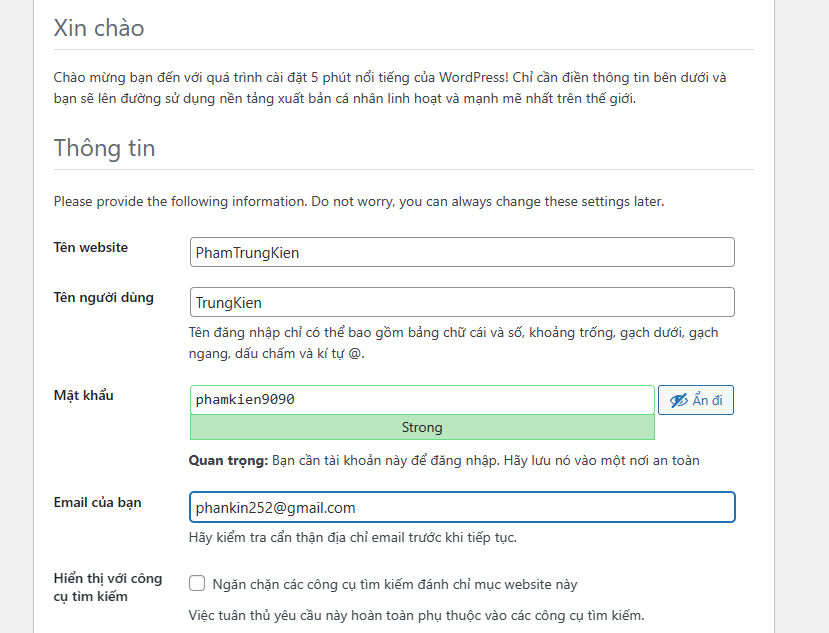 Xin chào
Chào mừng bạn đến với quá trình cài đặt 5 phút nổi tiếng của WordPress! Chỉ cần điền thông tin bên dưới và
bạn sẽ lên đường sử dụng nền tảng xuất bản cá nhân linh hoạt và mạnh mẽ nhất trên thế giới.
Thông tin
Please provide the following information. Do not worry, you can always change these settings later.
Tên website
PhamTrungKien
Tên người dùng
TrungKien
Tên đăng nhập chỉ có thể bao gồm bảng chữ cái và số, khoảng trống, gạch dưới, gạch
ngang, dấu chấm và kí tự @.
Mật khẩu
phamkien9090
Ẩn đi
Strong
Quan trọng: Bạn cần tài khoản này để đăng nhập. Hãy lưu nó vào một nơi an toàn
Email của bạn
phankin252@gmail.com
Hãy kiểm tra cẩn thận địa chỉ email trước khi tiếp tục.
Hiển thị với công
cụ tìm kiếm
Ngăn chặn các công cụ tìm kiếm đánh chỉ mục website này
Việc tuân thủ yêu cầu này hoàn toàn phụ thuộc vào các công cụ tìm kiếm.